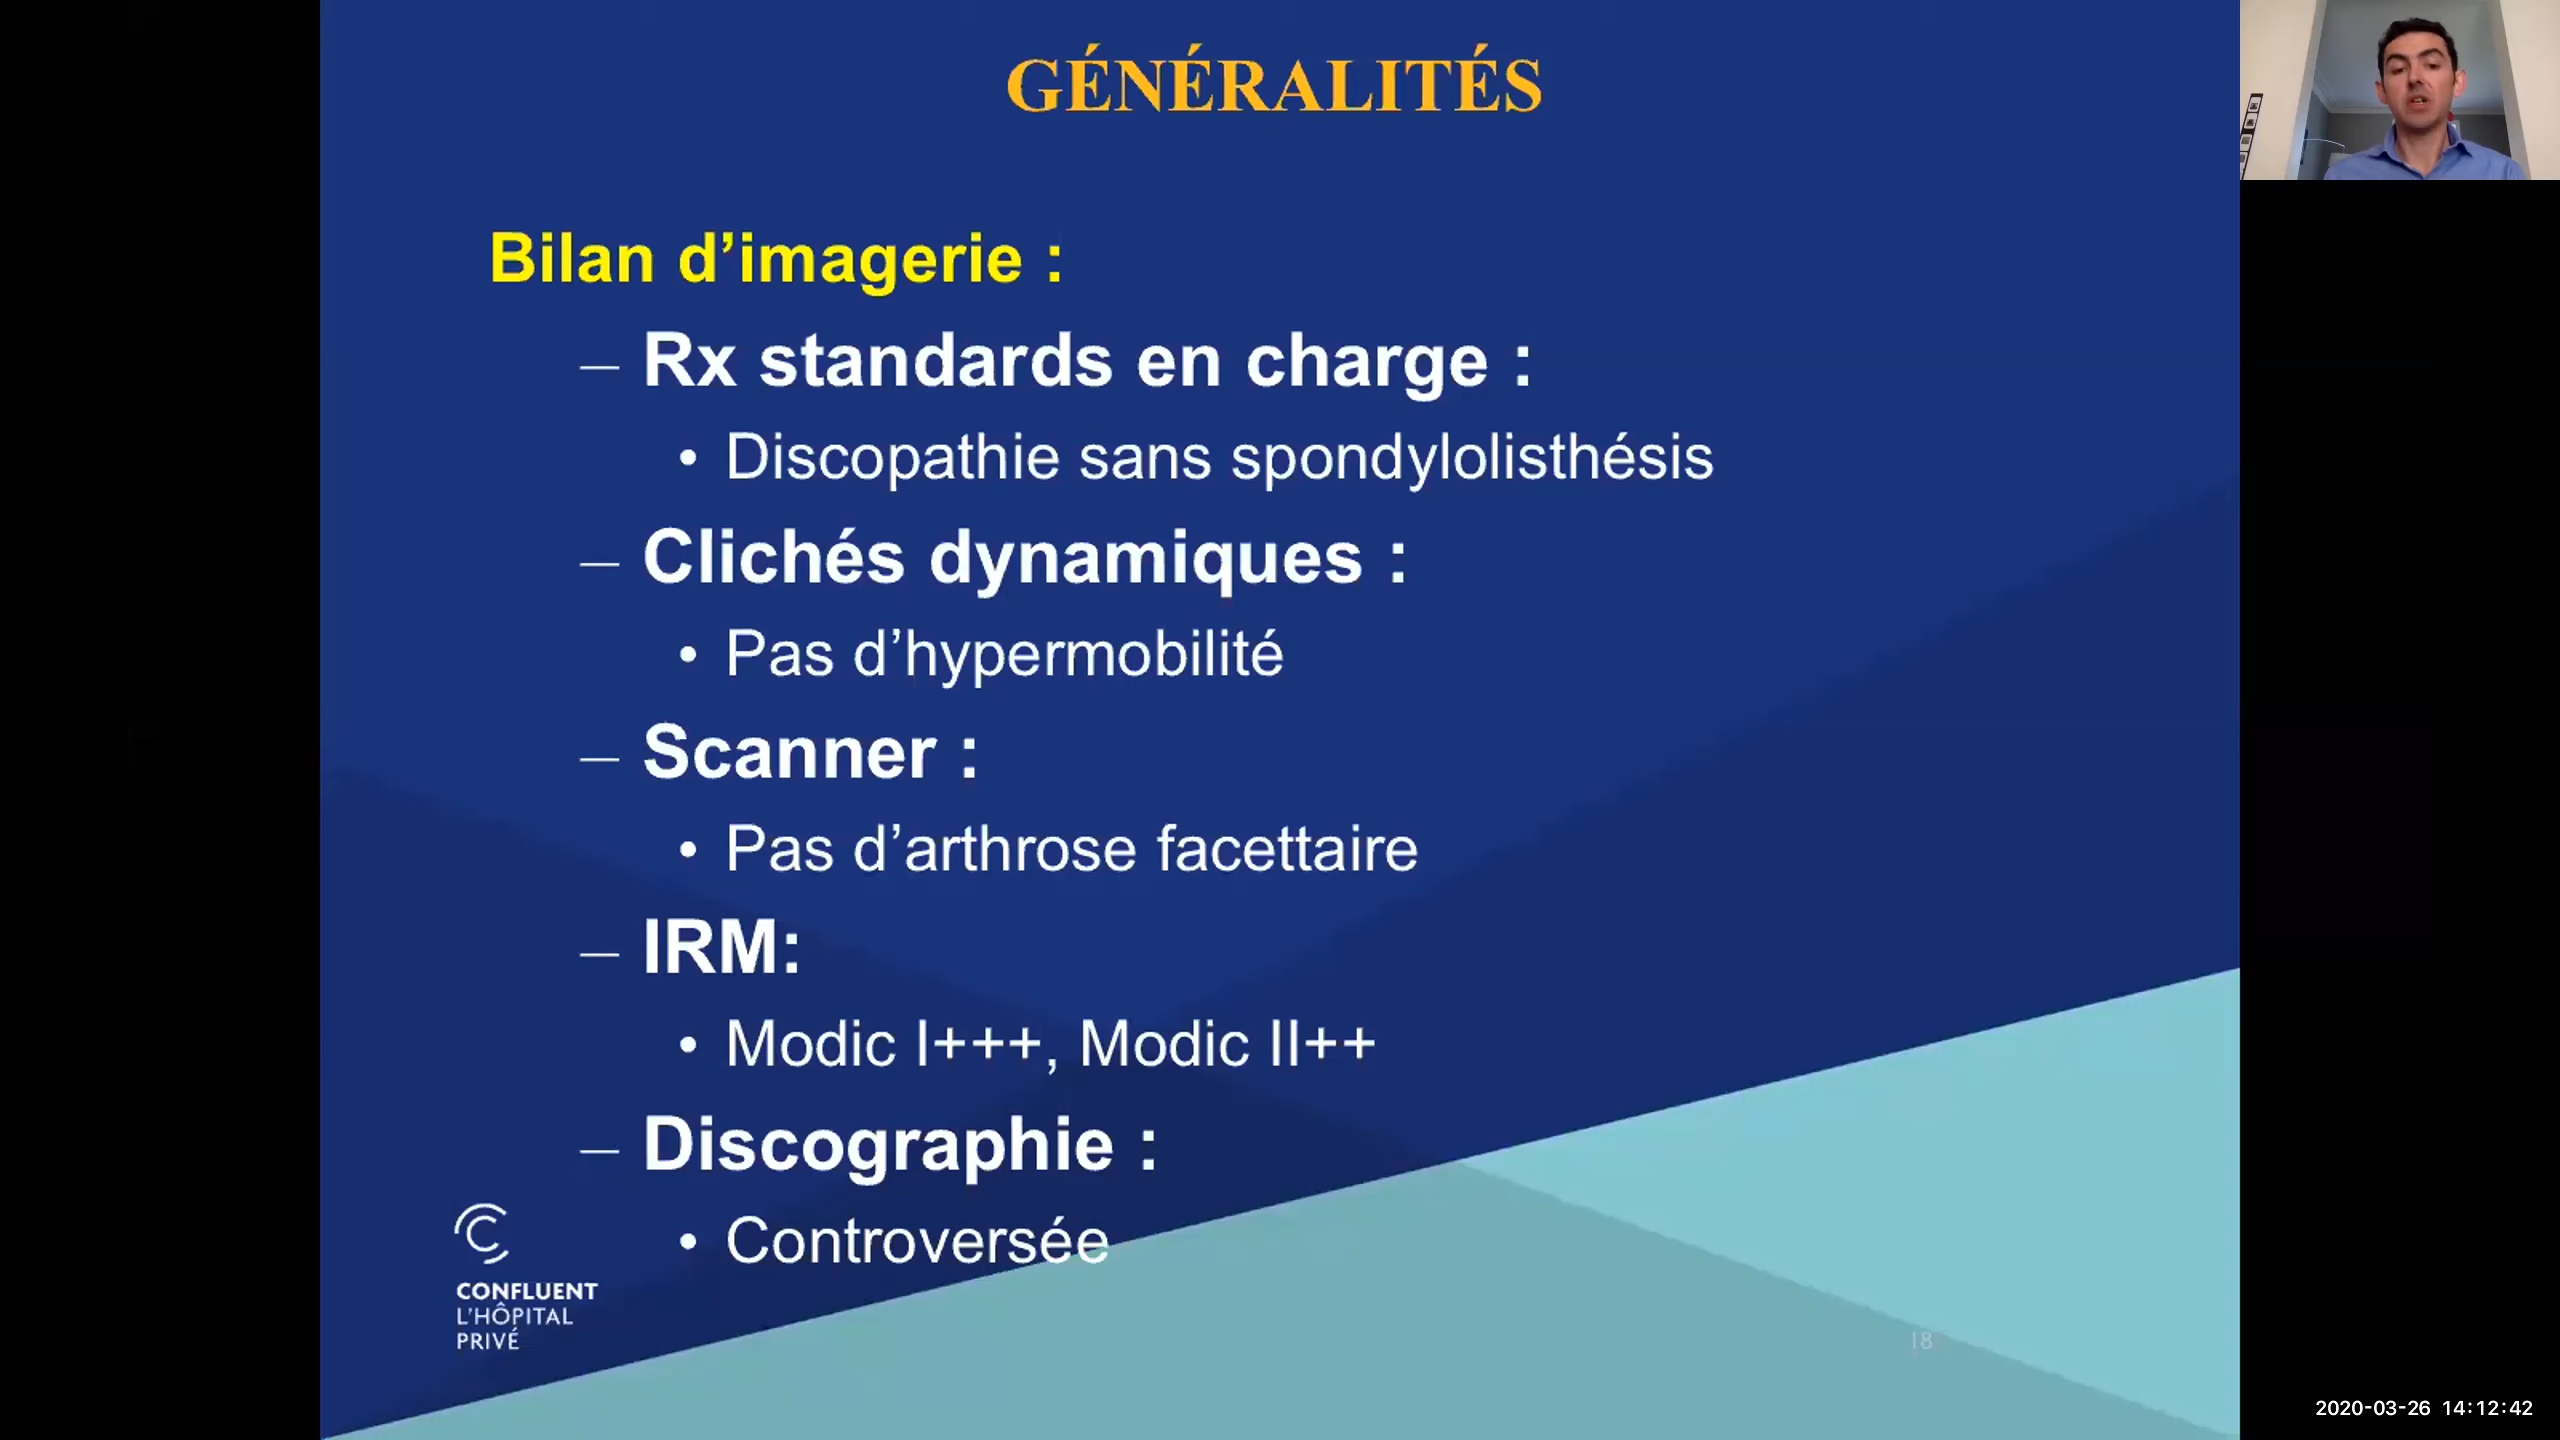 GÉNÉRALITÉS
Bilan d’imagerie :
– Rx standards en charge :
• Discopathie sans spondylolisthésis
– Clichés dynamiques :
• Pas d’hypermobilité
– Scanner :
• Pas d’arthrose facettaire
– IRM:
• Modic I+++, Modic II++
– Discographie :
• Controversée
CONFLUENT
L’HÔPITAL
PRIVÉ
18
2020-03-26 14:12:42